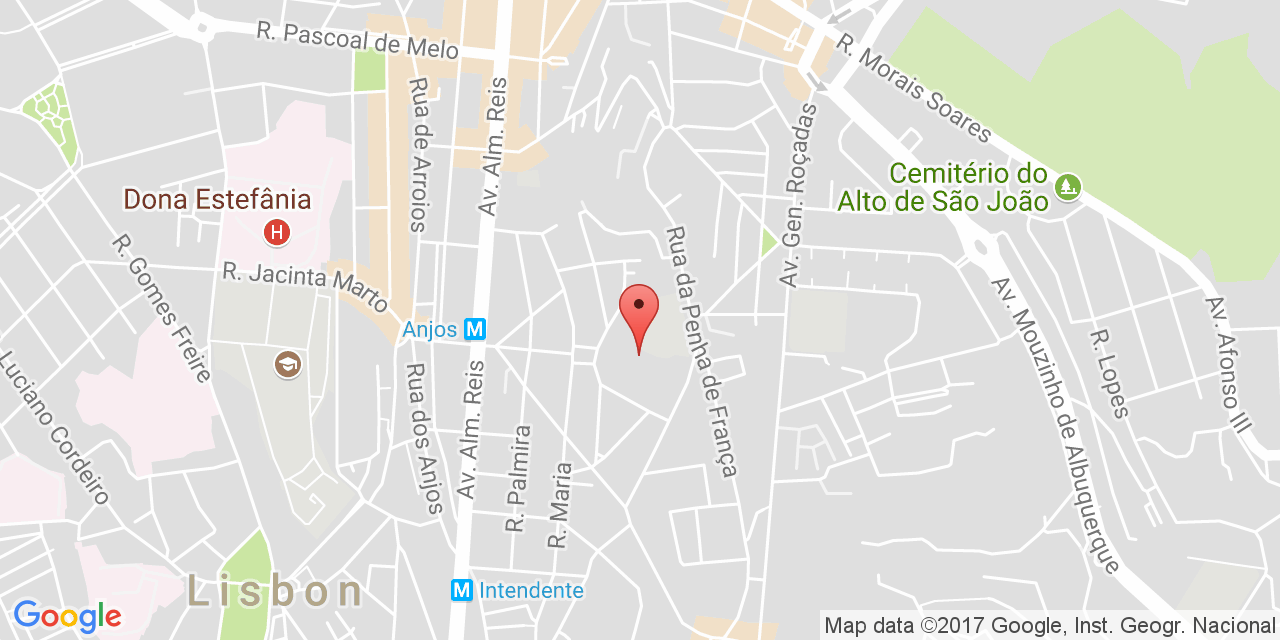 R. Pascoal de Melo
R. Morais Soares
Rua de Arroios
Av. Alm. Reis
Av. Gen. Roçadas
Cemitério do
Alto de São João
Dona Estefânia
H
R. Gomes Freire
R. Jacinta Marto
Rua da Penha de França
Av. Mouzinho de Albuquerque
Av. Afonso III
R. Lopes
Anjos M
Luciano Cordeiro
Rua dos Anjos
Av. Alm. Reis
R. Palmira
R. Maria
Lisbon
M Intendente
Google
Map data ©2017 Google, Inst. Geogr. Nacional